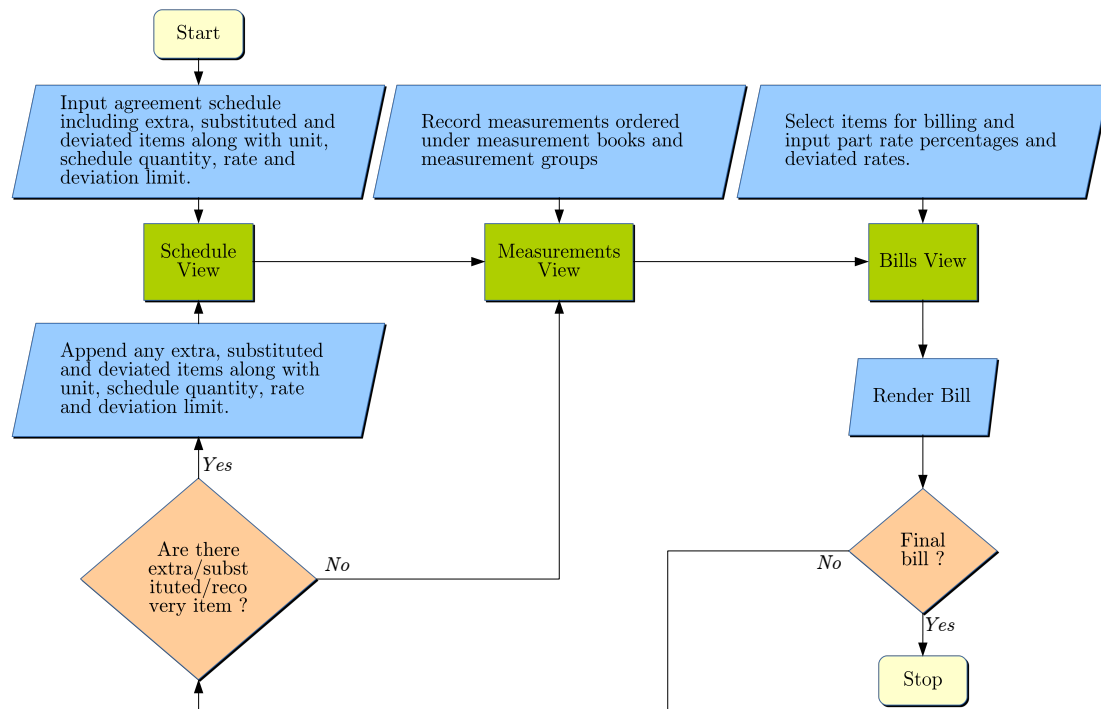 Start
Input agreement schedule
including extra, substituted and
deviated items along with unit,
schedule quantity, rate and
deviation limit.
Record measurements ordered
under measurement books and
measurement groups
Select items for billing and
input part rate percentages and
deviated rates.
Schedule
View
Measurements
View
Bills View
Append any extra, substituted
and deviated items along with
unit, schedule quantity, rate
and deviation limit.
Render Bill
Yes
Are there
extra/subst
ituted/reco
very item ?
No
Final
bill ?
No
Yes
Stop